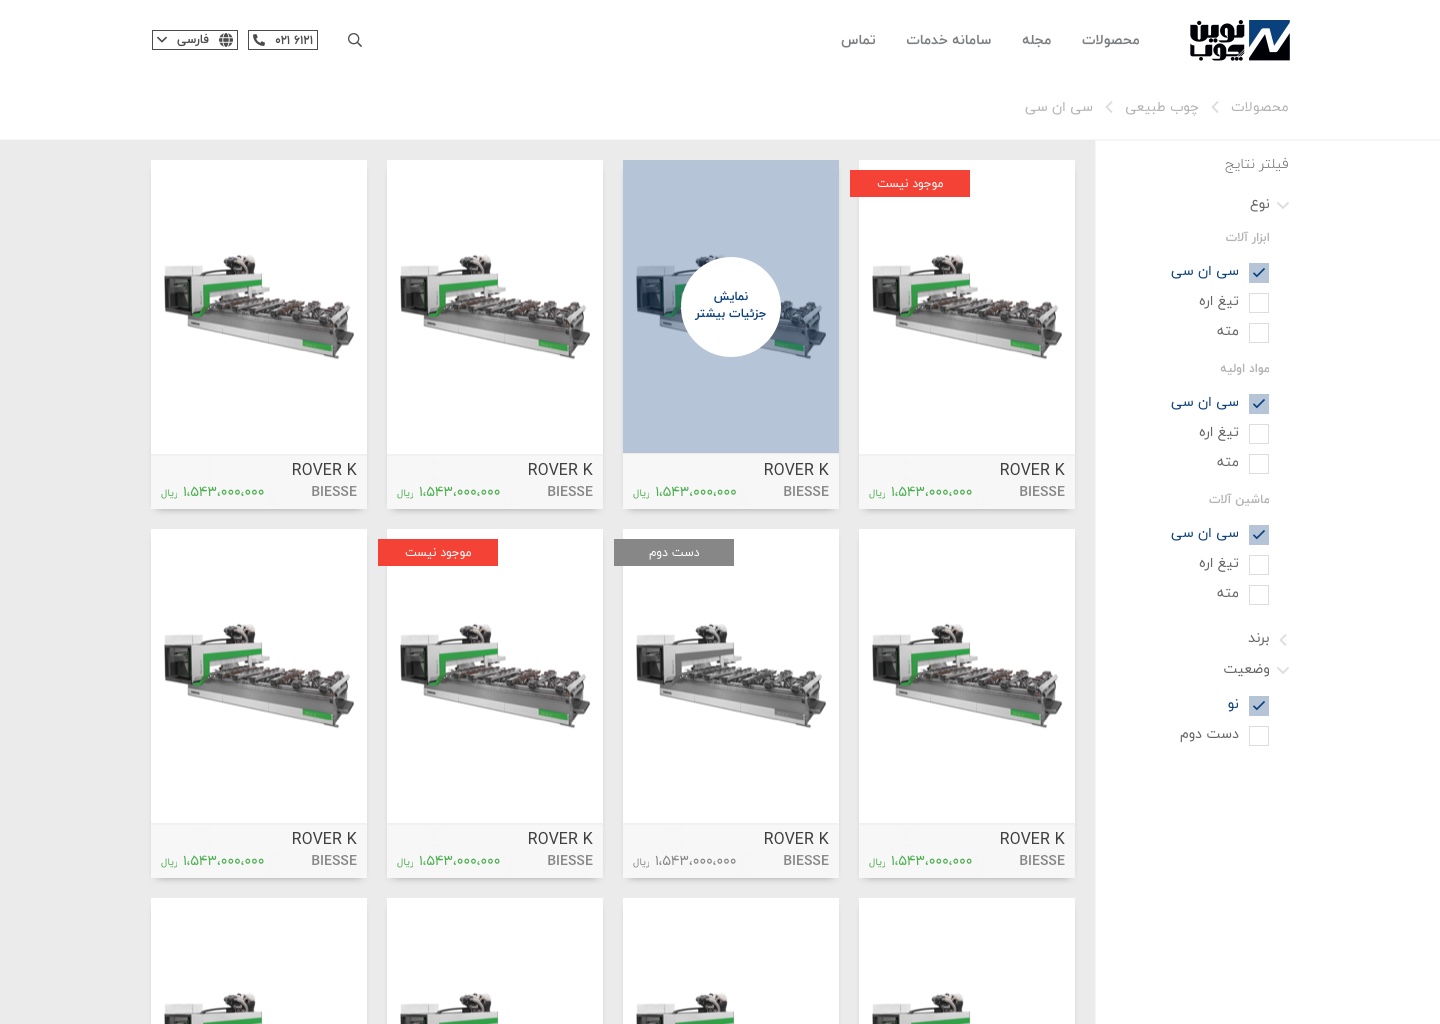 نوین
چوب
محصولات
مجله
سامانه خدمات
تماس
۰۲۱ ۶۱۲۱
فارسی
محصولات
چوب طبیعی
سی ان سی
فیلتر نتایج
نوع
ابزار آلات
سی ان سی
تیغ اره
مته
مواد اولیه
سی ان سی
تیغ اره
مته
ماشین آلات
سی ان سی
تیغ اره
مته
برند
وضعیت
نو
دست دوم
موجود نیست
ROVER K
BIESSE
۱،۵۴۳،۰۰۰،۰۰۰ ریال
نمایش
جزئیات بیشتر
ROVER K
BIESSE
۱،۵۴۳،۰۰۰،۰۰۰ ریال
ROVER K
BIESSE
۱،۵۴۳،۰۰۰،۰۰۰ ریال
ROVER K
BIESSE
۱،۵۴۳،۰۰۰،۰۰۰ ریال
ROVER K
BIESSE
۱،۵۴۳،۰۰۰،۰۰۰ ریال
دست دوم
ROVER K
BIESSE
۱،۵۴۳،۰۰۰،۰۰۰ ریال
موجود نیست
ROVER K
BIESSE
۱،۵۴۳،۰۰۰،۰۰۰ ریال
ROVER K
BIESSE
۱،۵۴۳،۰۰۰،۰۰۰ ریال